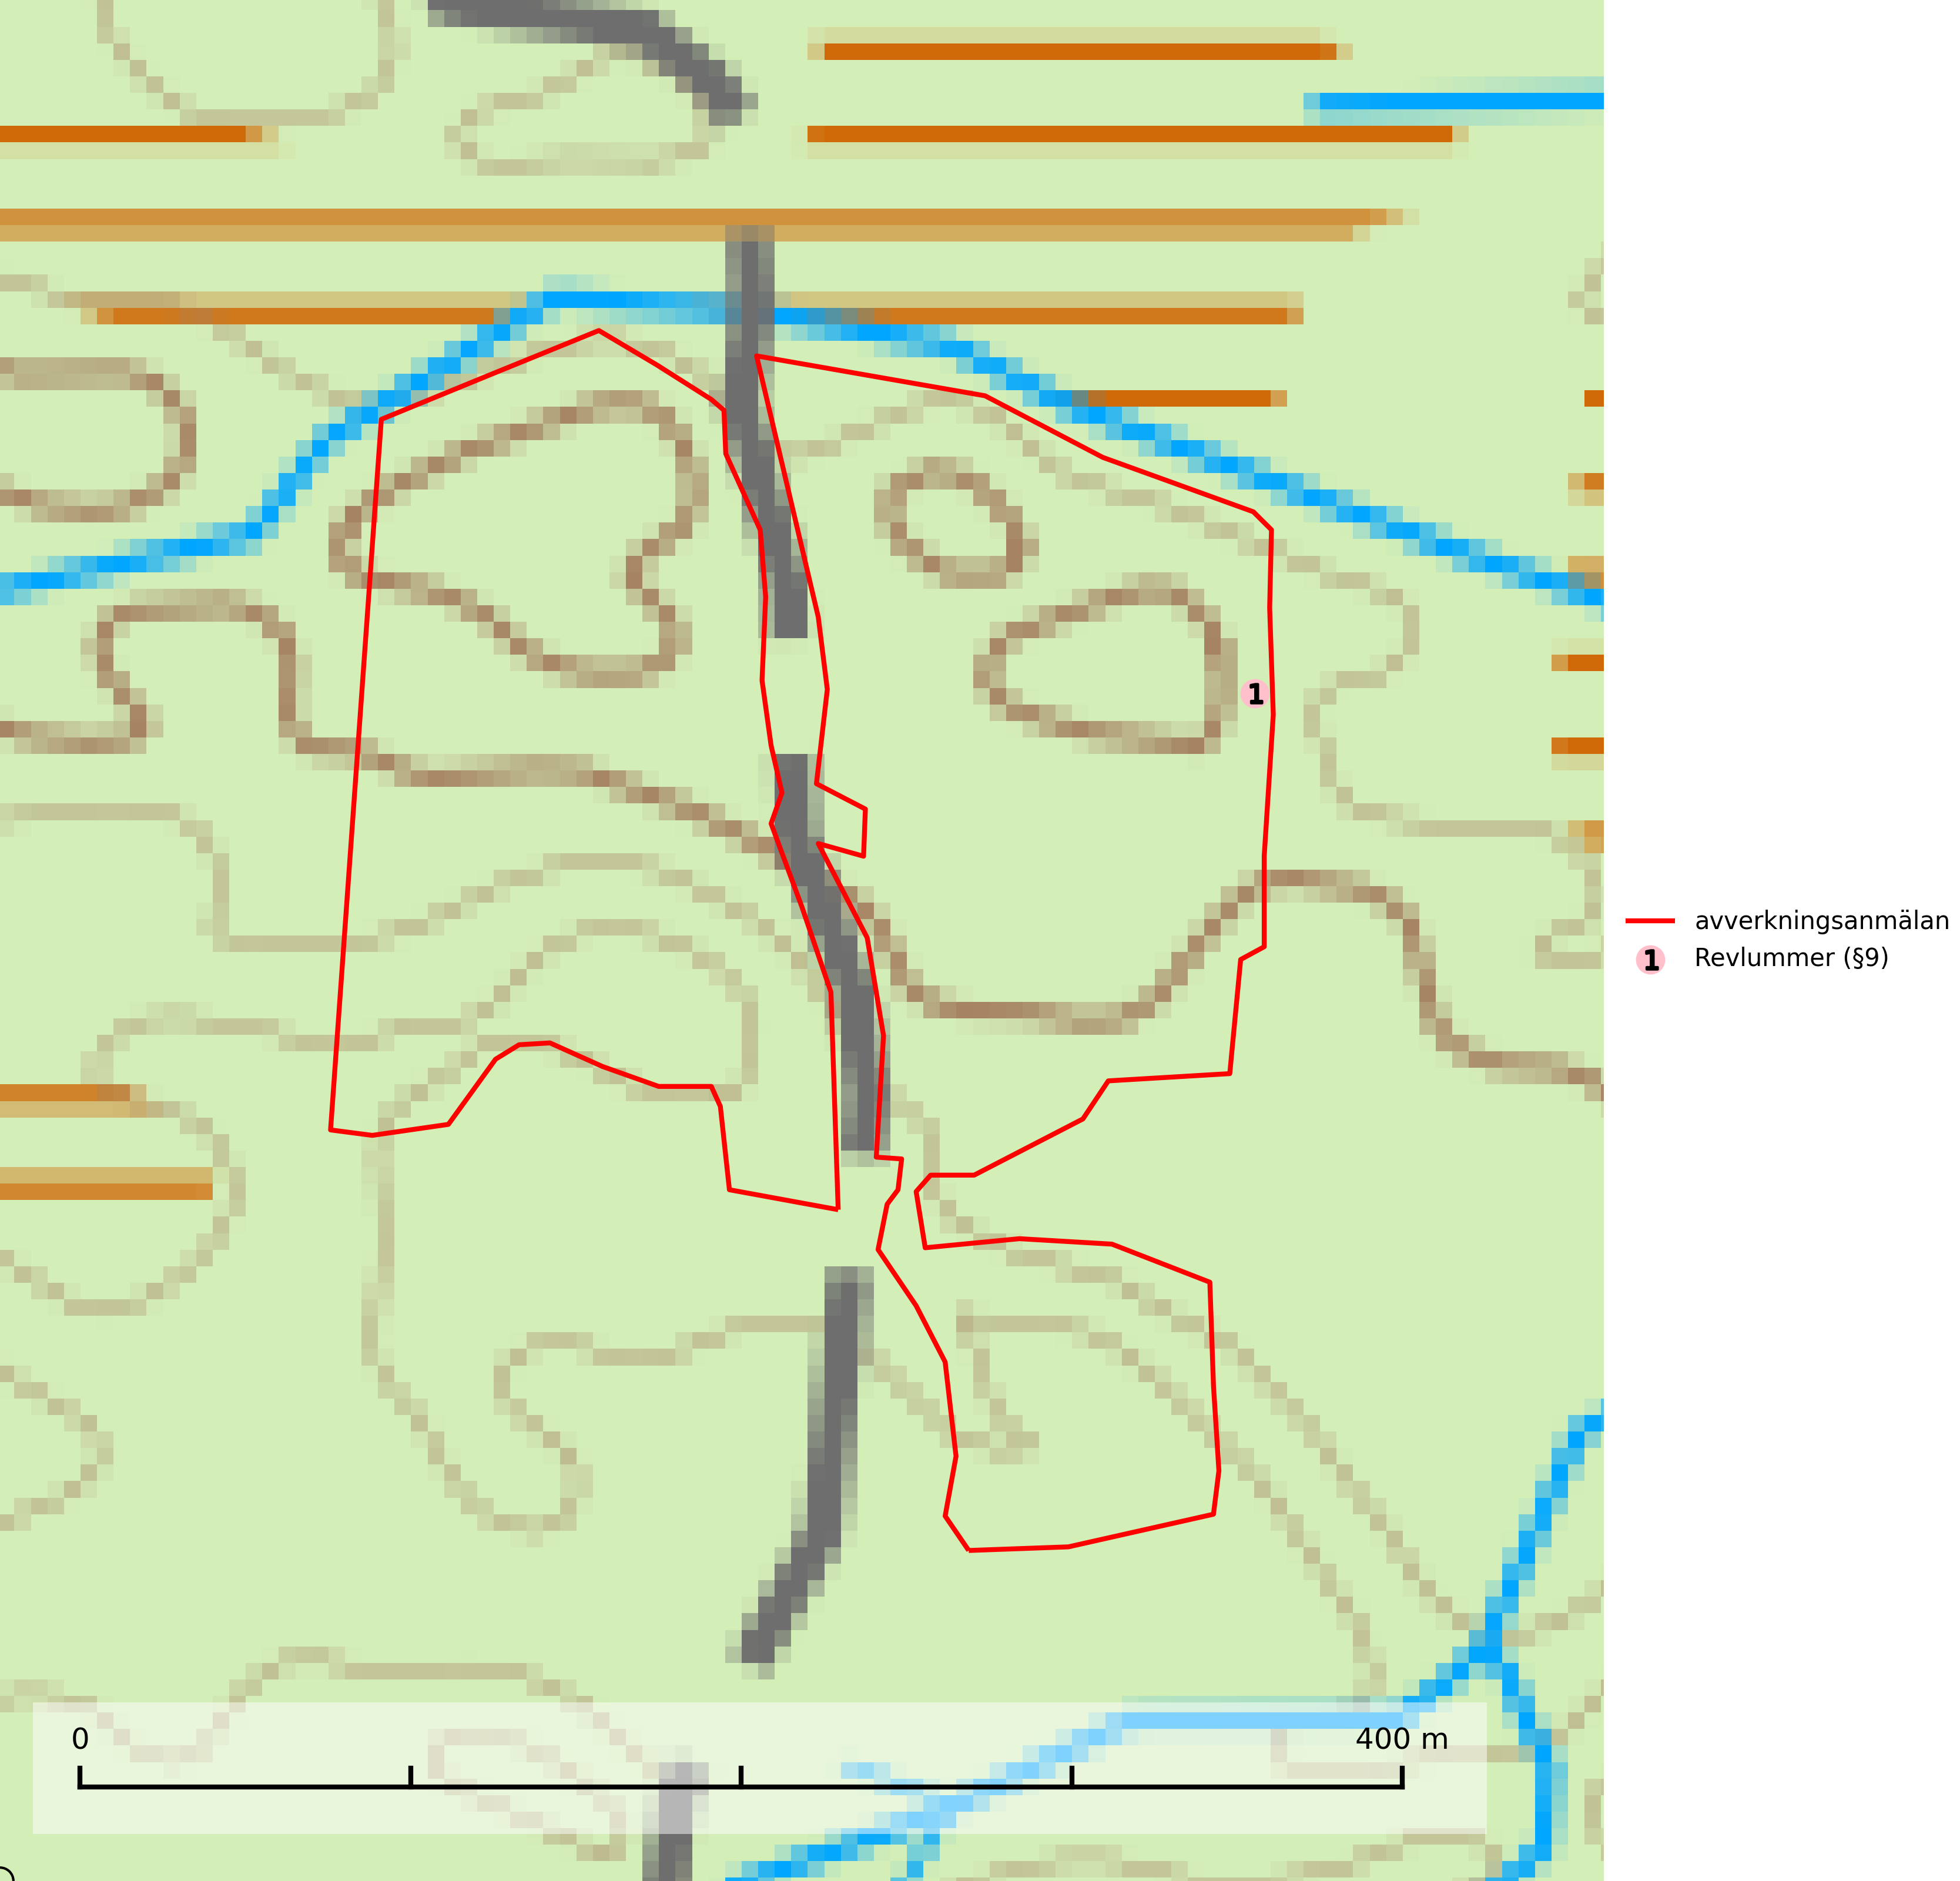 1
avverkningsanmälan
1 Revlummer (§9)
0 400 m